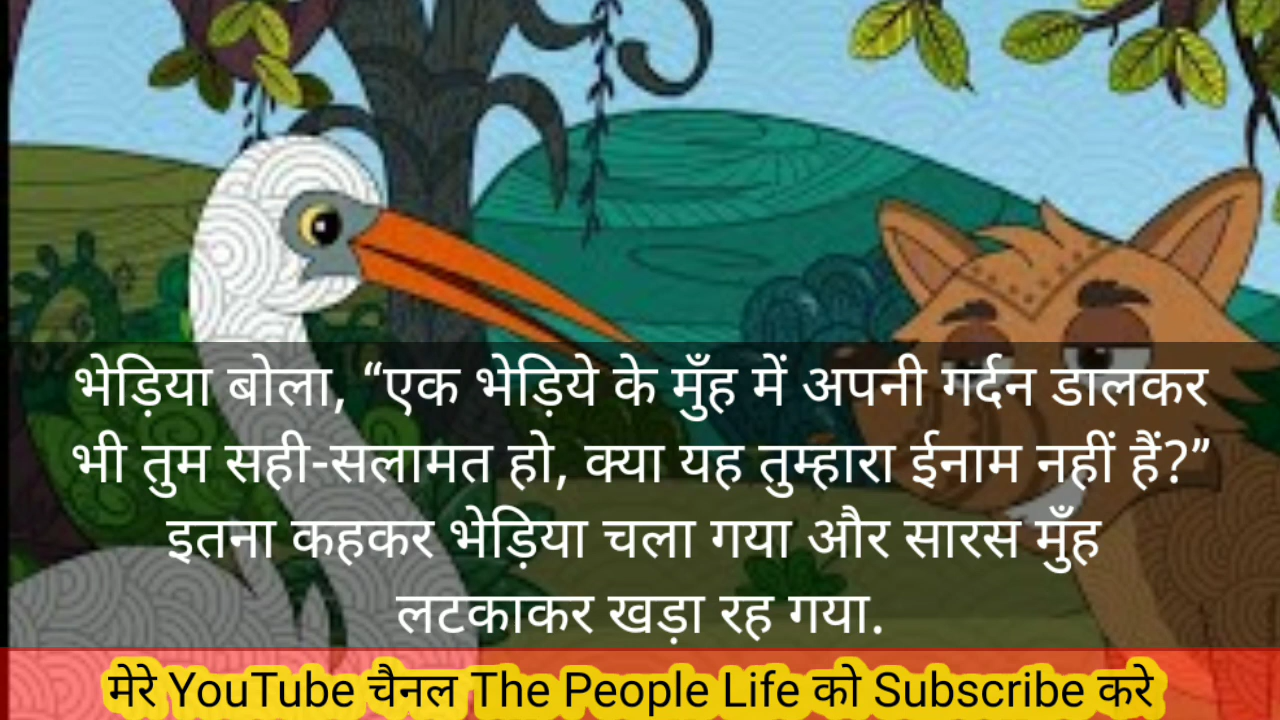 भेड़िया बोला, “एक भेड़िये के मुँह में अपनी गर्दन डालकर
भी तुम सही-सलामत हो, क्या यह तुम्हारा ईनाम नहीं हैं?”
इतना कहकर भेड़िया चला गया और सारस मुँह
लटकाकर खड़ा रह गया.
मेरे YouTube चैनल The People Life को Subscribe करे